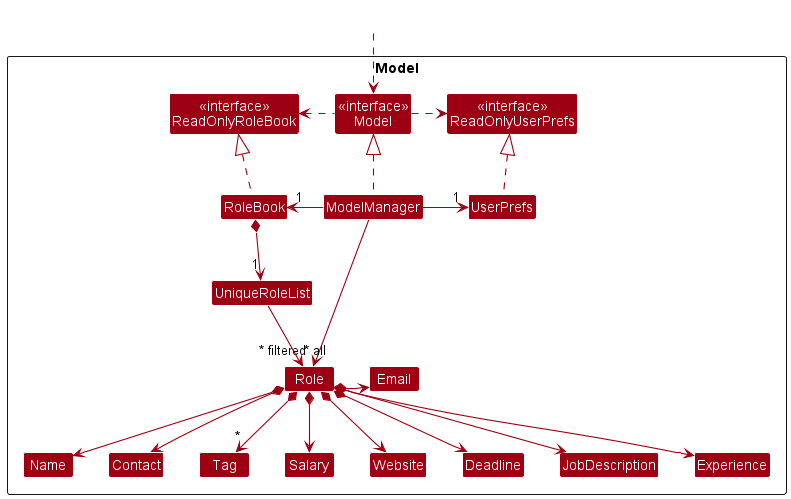 Model
«interface»
ReadOnlyRoleBook
«interface»
Model
«interface»
ReadOnlyUserPrefs
RoleBook
1
ModelManager
1
UserPrefs
1
UniqueRoleList
* filtered
* all
Role
Email
*
Name
Contact
Tag
Salary
Website
Deadline
JobDescription
Experience